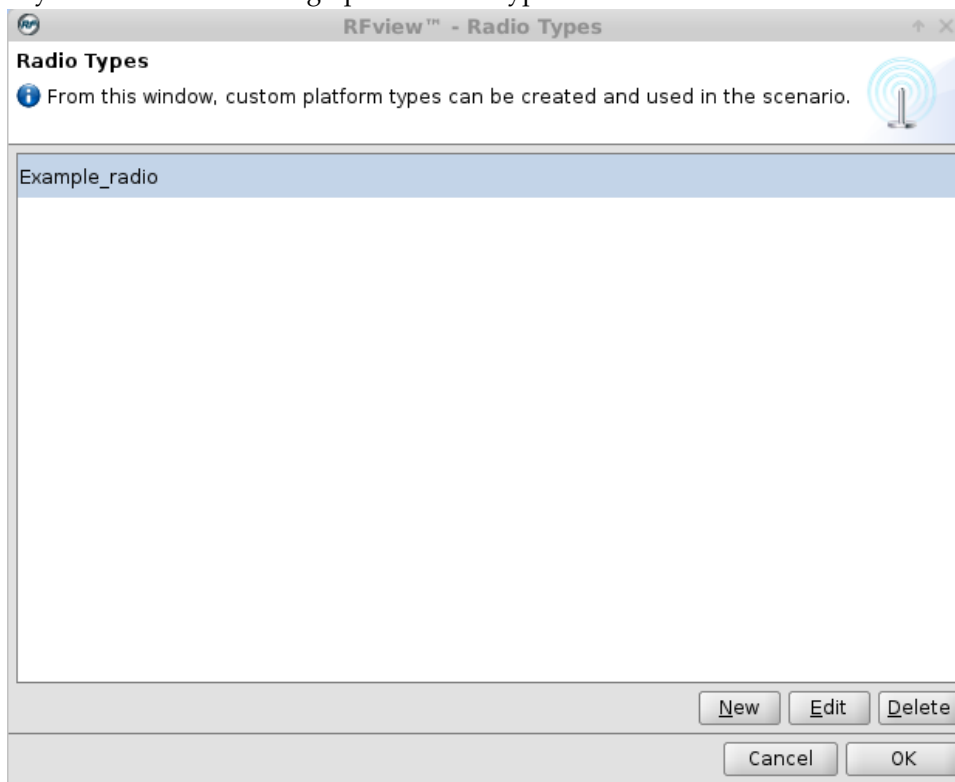 RFview™ - Radio Types
Radio Types
From this window, custom platform types can be created and used in the scenario.
Example_radio
New Edit Delete
Cancel OK